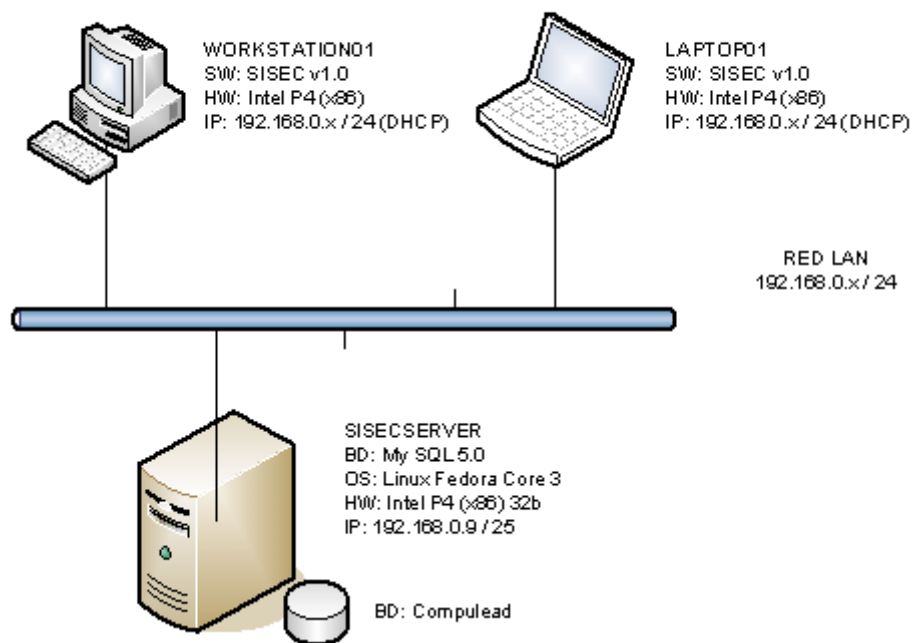 WORKSTATION01
SW: SISEC v1.0
HW: Intel P4 (x86)
IP: 192.168.0.x / 24 (DHCP)
LAPTOP01
SW: SISEC v1.0
HW: Intel P4 (x86)
IP: 192.168.0.x / 24 (DHCP)
RED LAN
192.168.0.x / 24
SISECSERVER
BD: My SQL 5.0
OS: Linux Fedora Core 3
HW: Intel P4 (x86) 32b
IP: 192.168.0.9 / 25
BD: Compulead